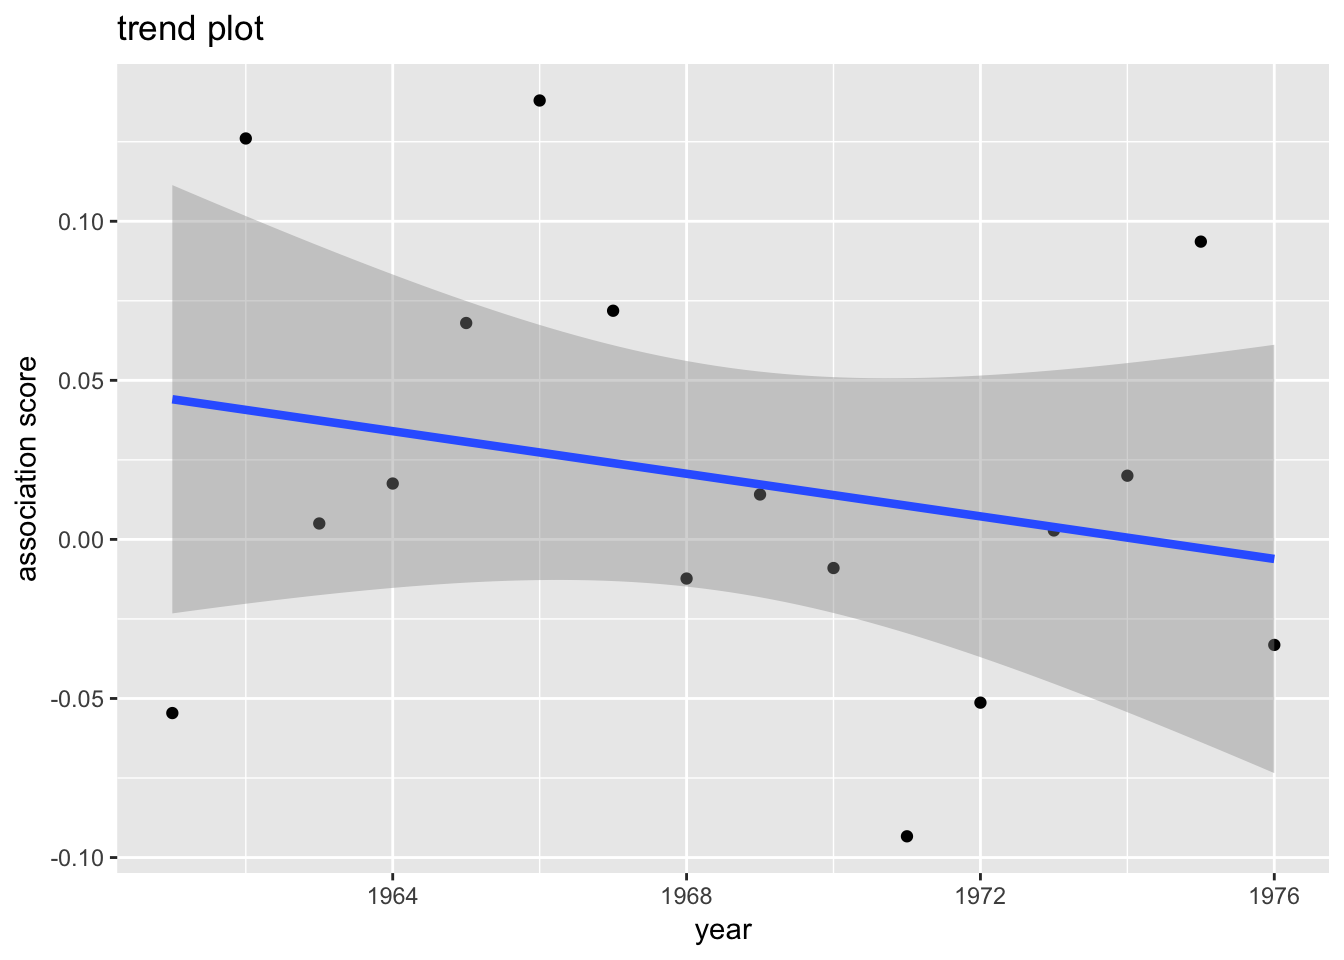 trend plot
association score
0.10
0.05
0.00
-0.05
-0.10
1964 1968 1972 1976
year